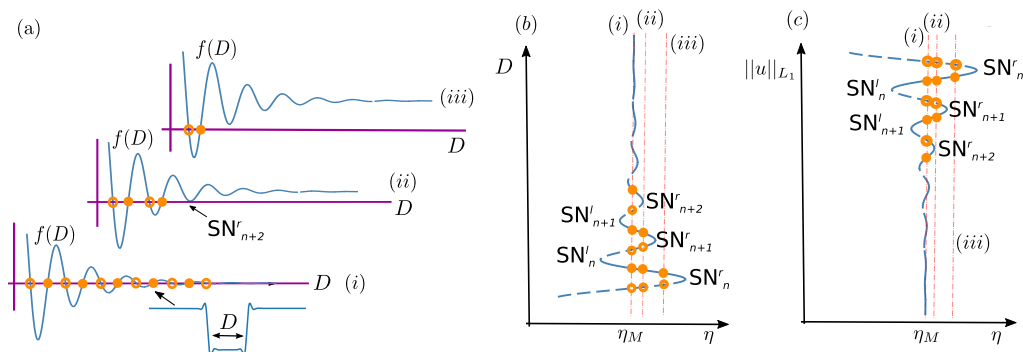 (a)
f(D)
(iii)
D
f(D)
(ii)
D
SN^r_{n+2}
f(D)
D (i)
D
(b)
(i) (ii)
(iii)
D
SN^r_{n+2}
SN^l_{n+1}
SN^r_{n+1}
SN^l_n
SN^r_n
η_M η
(c)
(ii)
(i)
||u||_{L_1}
SN^r_n
SN^l_n
SN^r_{n+1}
SN^l_{n+1}
SN^r_{n+2}
(iii)
η_M η